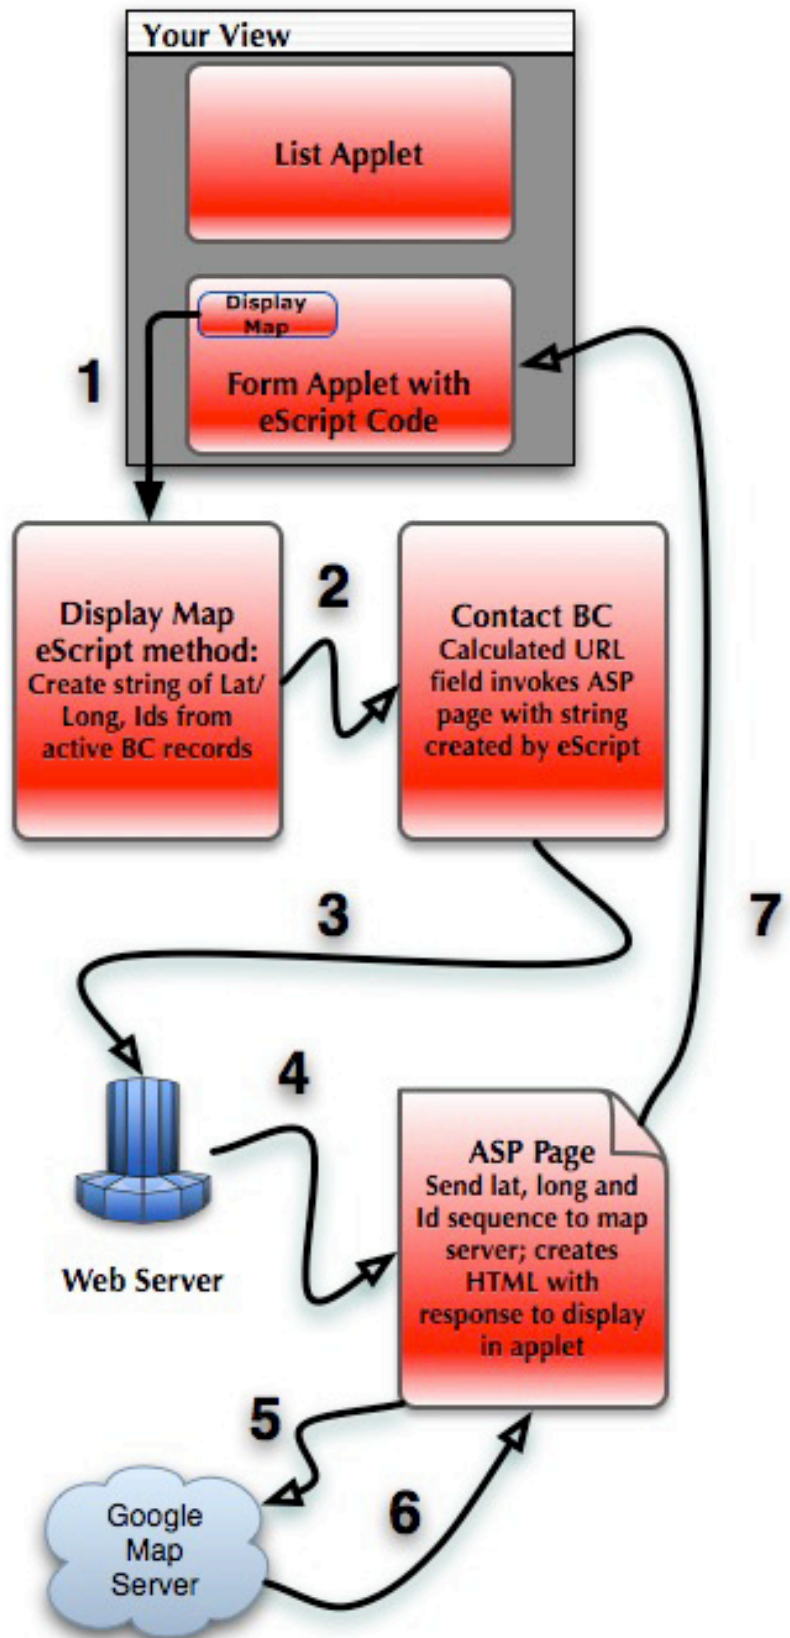 Your View
List Applet
Display
Map
Form Applet with
eScript Code
1
Display Map
eScript method:
Create string of Lat/
Long, Ids from
active BC records
2
Contact BC
Calculated URL
field invokes ASP
page with string
created by eScript
3
7
4
Web Server
ASP Page
Send lat, long and
Id sequence to map
server; creates
HTML with
response to display
in applet
5
6
Google
Map
Server